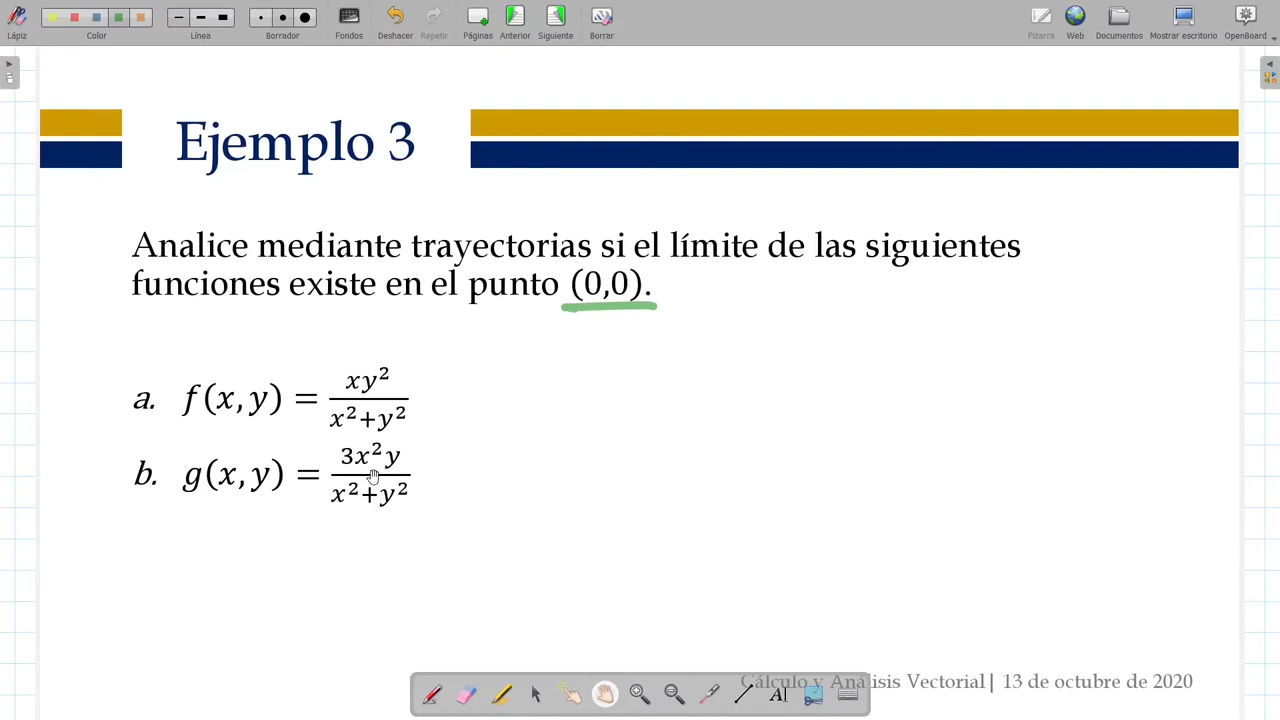 Lápiz Color Línea Borrador Fondos Deshacer Repetir Páginas Anterior Siguiente Borrar Pizarra Web Documentos Mostrar escritorio OpenBoard
Ejemplo 3
Analice mediante trayectorias si el límite de las siguientes
funciones existe en el punto (0,0).
a. f(x,y) = xy²/x²+y²
b. g(x,y) = 3x²y/x²+y²
Cálculo y Análisis Vectorial| 13 de octubre de 2020